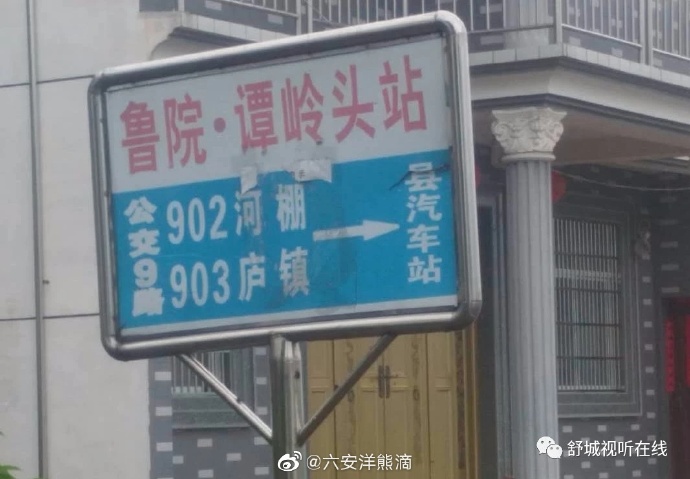 鲁院·谭岭头站
公交9路
902河棚
903庐镇
县汽车站
@六安洋熊滴
舒城视听在线